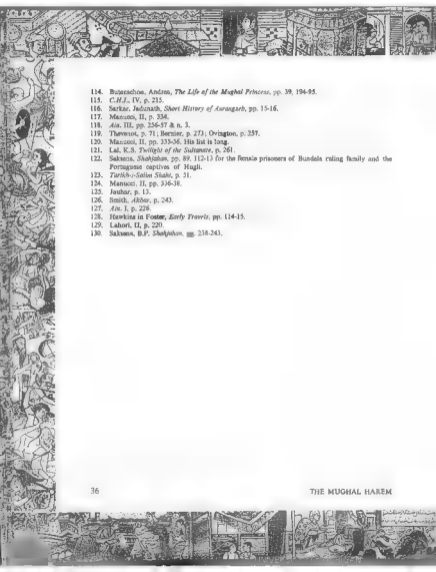 114. Butenschon, Andrea, The Life of the Mughal Princess, pp. 39, 194-95.
115. C.H.I., IV, p. 215.
116. Sarkar, Jadunath, Short History of Aurangzeb, pp. 15-16.
117. Manucci, II, p. 334.
118. Ain, III, pp. 256-57 & n. 3.
119. Thevenot, p. 71; Bernier, p. 273; Ovington, p. 257.
120. Manucci, II, pp. 335-36. His list is long.
121. Lal, K.S. Twilight of the Sultanate, p. 261.
122. Saksena, Shahjahan, pp. 89, 112-13 for the female prisoners of Bundela ruling family and the
Portuguese captives of Hugli.
123. Tarikh-i-Salim Shahi, p. 51.
124. Manucci, II, pp. 336-38.
125. Jauhar, p. 13.
126. Smith, Akbar, p. 243.
127. Ain. I, p. 226.
128. Hawkins in Foster, Early Travels, pp. 114-15.
129. Lahori, II, p. 220.
130. Saksena, B.P. Shahjahan, pp. 238-243.
36 THE MUGHAL HAREM